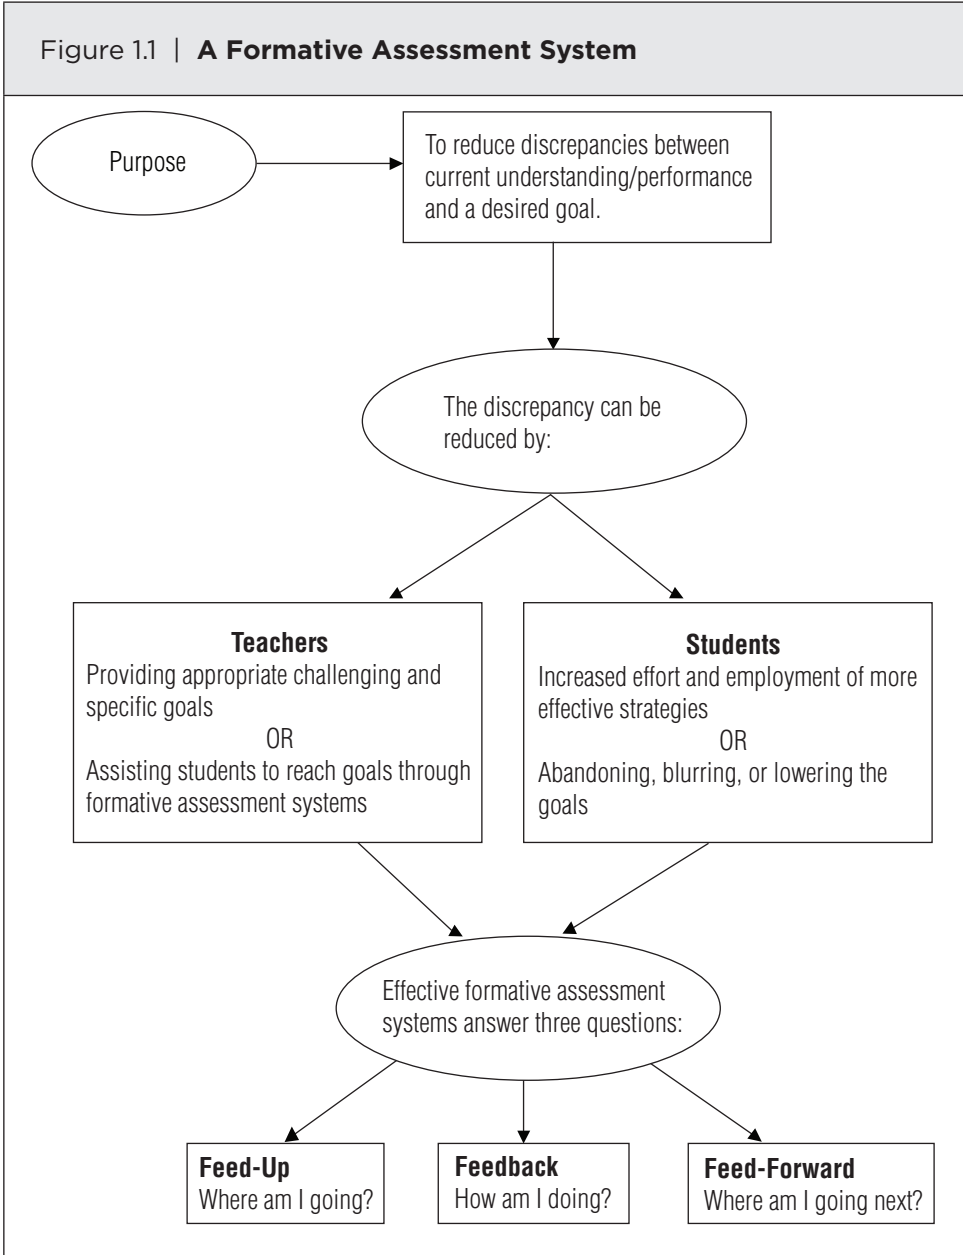 Figure 1.1 | A Formative Assessment System
Purpose
To reduce discrepancies between
current understanding/performance
and a desired goal.
The discrepancy can be
reduced by:
Teachers
Providing appropriate challenging and
specific goals
OR
Assisting students to reach goals through
formative assessment systems
Students
Increased effort and employment of more
effective strategies
OR
Abandoning, blurring, or lowering the
goals
Effective formative assessment
systems answer three questions:
Feed-Up
Where am I going?
Feedback
How am I doing?
Feed-Forward
Where am I going next?